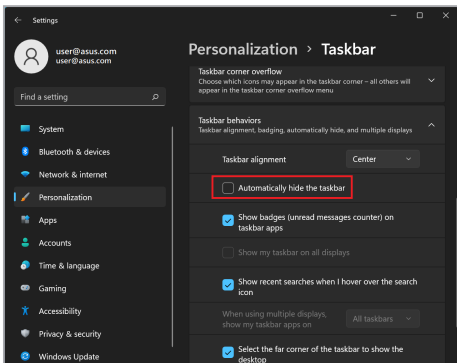 Settings
user@asus.com
user@asus.com
Find a setting
System
Bluetooth & devices
Network & internet
Personalization
Apps
Accounts
Time & language
Gaming
Accessibility
Privacy & security
Windows Update
Personalization > Taskbar
Taskbar corner overflow
Choose which icons may appear in the taskbar corner – all others will
appear in the taskbar corner overflow menu
Taskbar behaviors
Taskbar alignment, badging, automatically hide, and multiple displays
Taskbar alignment
Center
Automatically hide the taskbar
Show badges (unread messages counter) on
taskbar apps
Show my taskbar on all displays
Show recent searches when I hover over the search
icon
When using multiple displays,
show my taskbar apps on
All taskbars
Select the far corner of the taskbar to show the
desktop